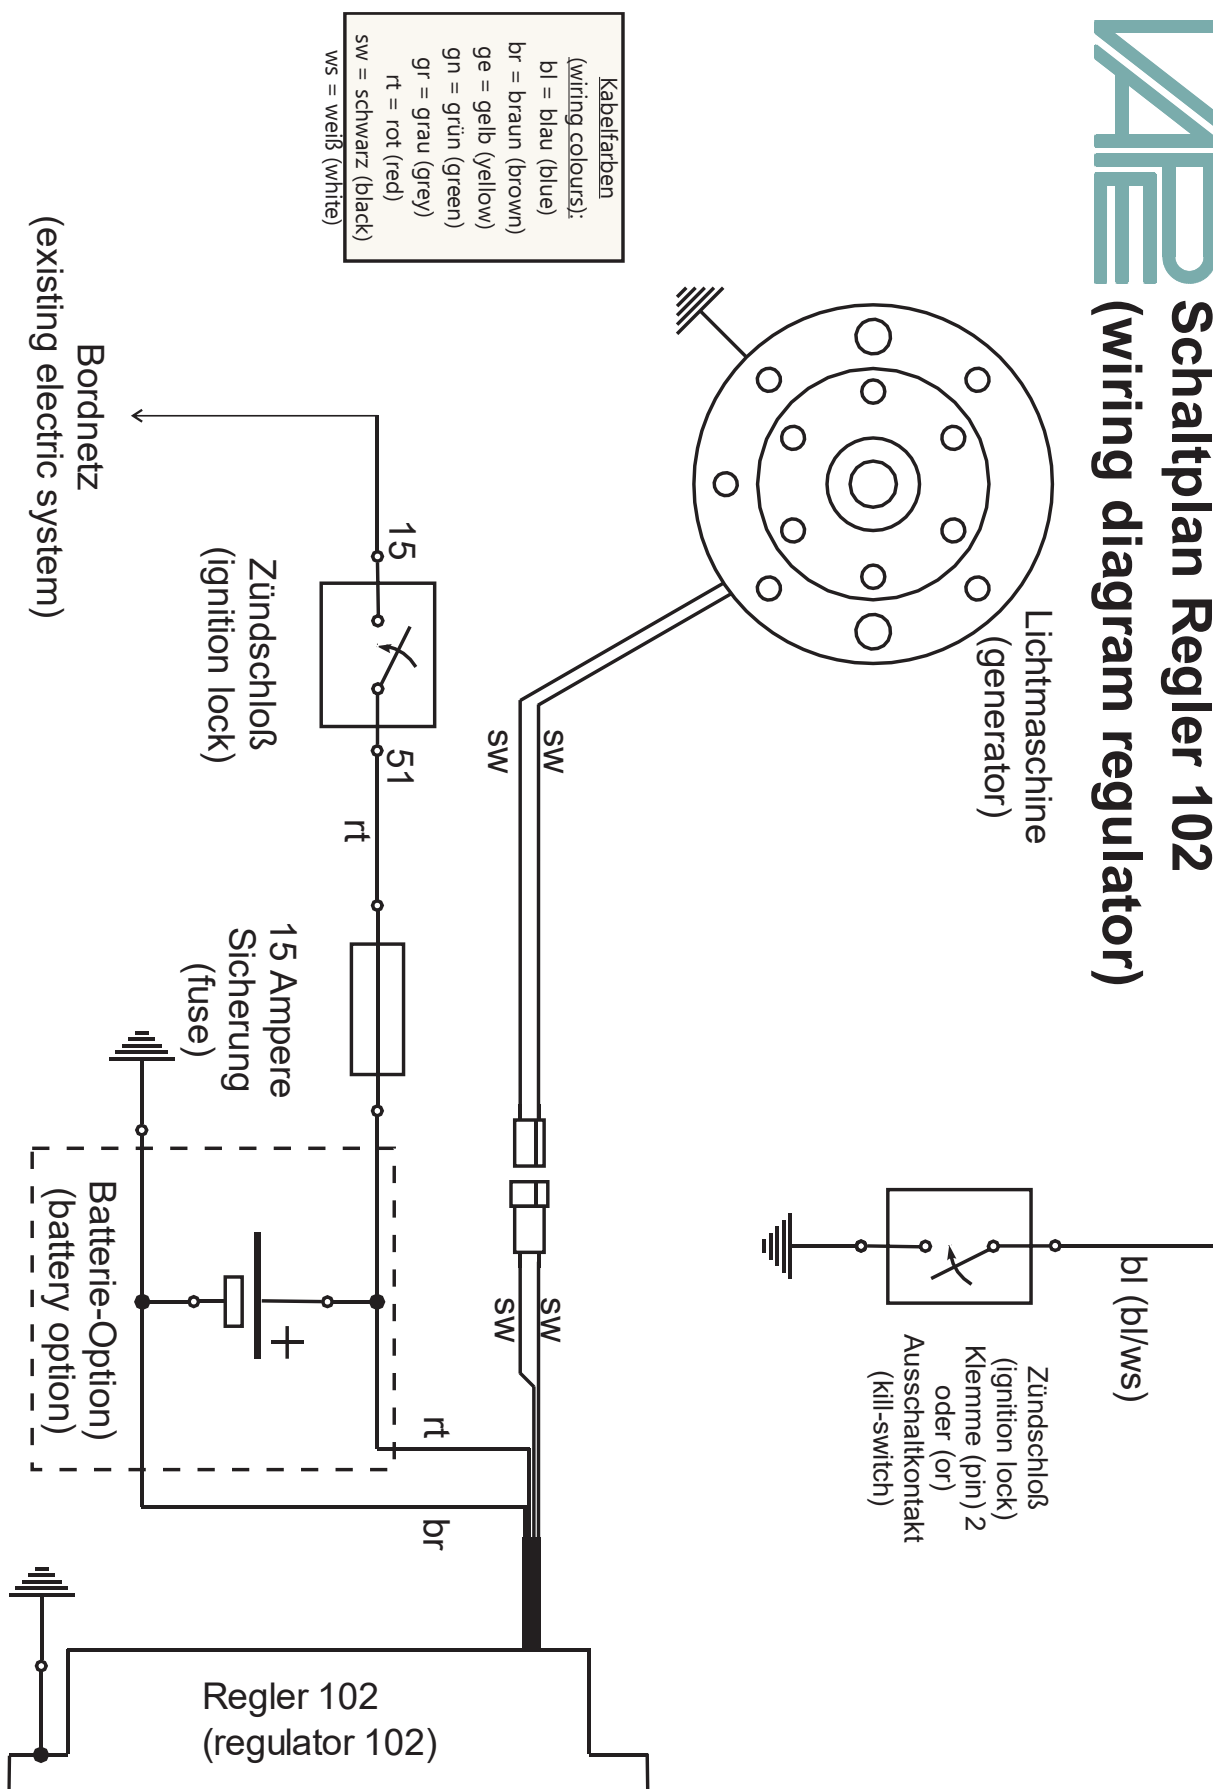 VAPE
Schaltplan Regler 102
(wiring diagram regulator)
Kabelfarben
(wiring colours):
bl = blau (blue)
br = braun (brown)
ge = gelb (yellow)
gn = grün (green)
gr = grau (grey)
rt = rot (red)
sw = schwarz (black)
ws = weiß (white)
Lichtmaschine
(generator)
bl (bl/ws)
Zündschloß
(ignition lock)
Klemme (pin) 2
oder (or)
Ausschaltkontakt
(kill-switch)
sw
sw
sw
sw
15
51
rt
Zündschloß
(ignition lock)
15 Ampere
Sicherung
(fuse)
Bordnetz
(existing electric system)
+
Batterie-Option)
(battery option)
rt
br
Regler 102
(regulator 102)